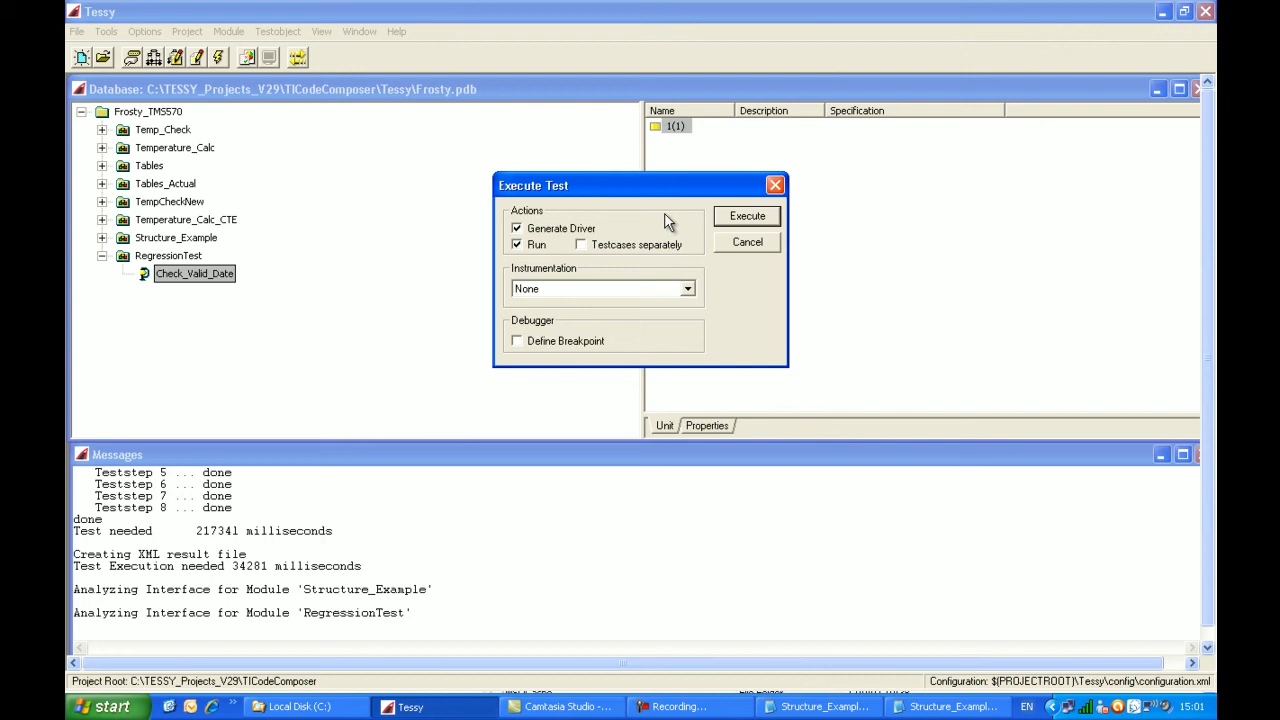 Tessy
File Tools Options Project Module Testobject View Window Help
Database: C:\TESSY_Projects_V29\TICodeComposer\Tessy\Frosty.pdb
Frosty_TMS570
Temp_Check
Temperature_Calc
Tables
Tables_Actual
TempCheckNew
Temperature_Calc_CTE
Structure_Example
RegressionTest
Check_Valid_Date
Name Description Specification
1(1)
Execute Test
Actions
Generate Driver
Run Testcases separately
Instrumentation
None
Debugger
Define Breakpoint
Execute
Cancel
Unit Properties
Messages
Teststep 5 ... done
Teststep 6 ... done
Teststep 7 ... done
Teststep 8 ... done
done
Test needed 217341 milliseconds
Creating XML result file
Test Execution needed 34281 milliseconds
Analyzing Interface for Module 'Structure_Example'
Analyzing Interface for Module 'RegressionTest'
Project Root: C:\TESSY_Projects_V29\TICodeComposer Configuration: $(PROJECTROOT)\Tessy\config\configuration.xml
start Local Disk (C:) Tessy Camtasia Studio -... Recording... Structure_Exampl... Structure_Exampl... EN 15:01